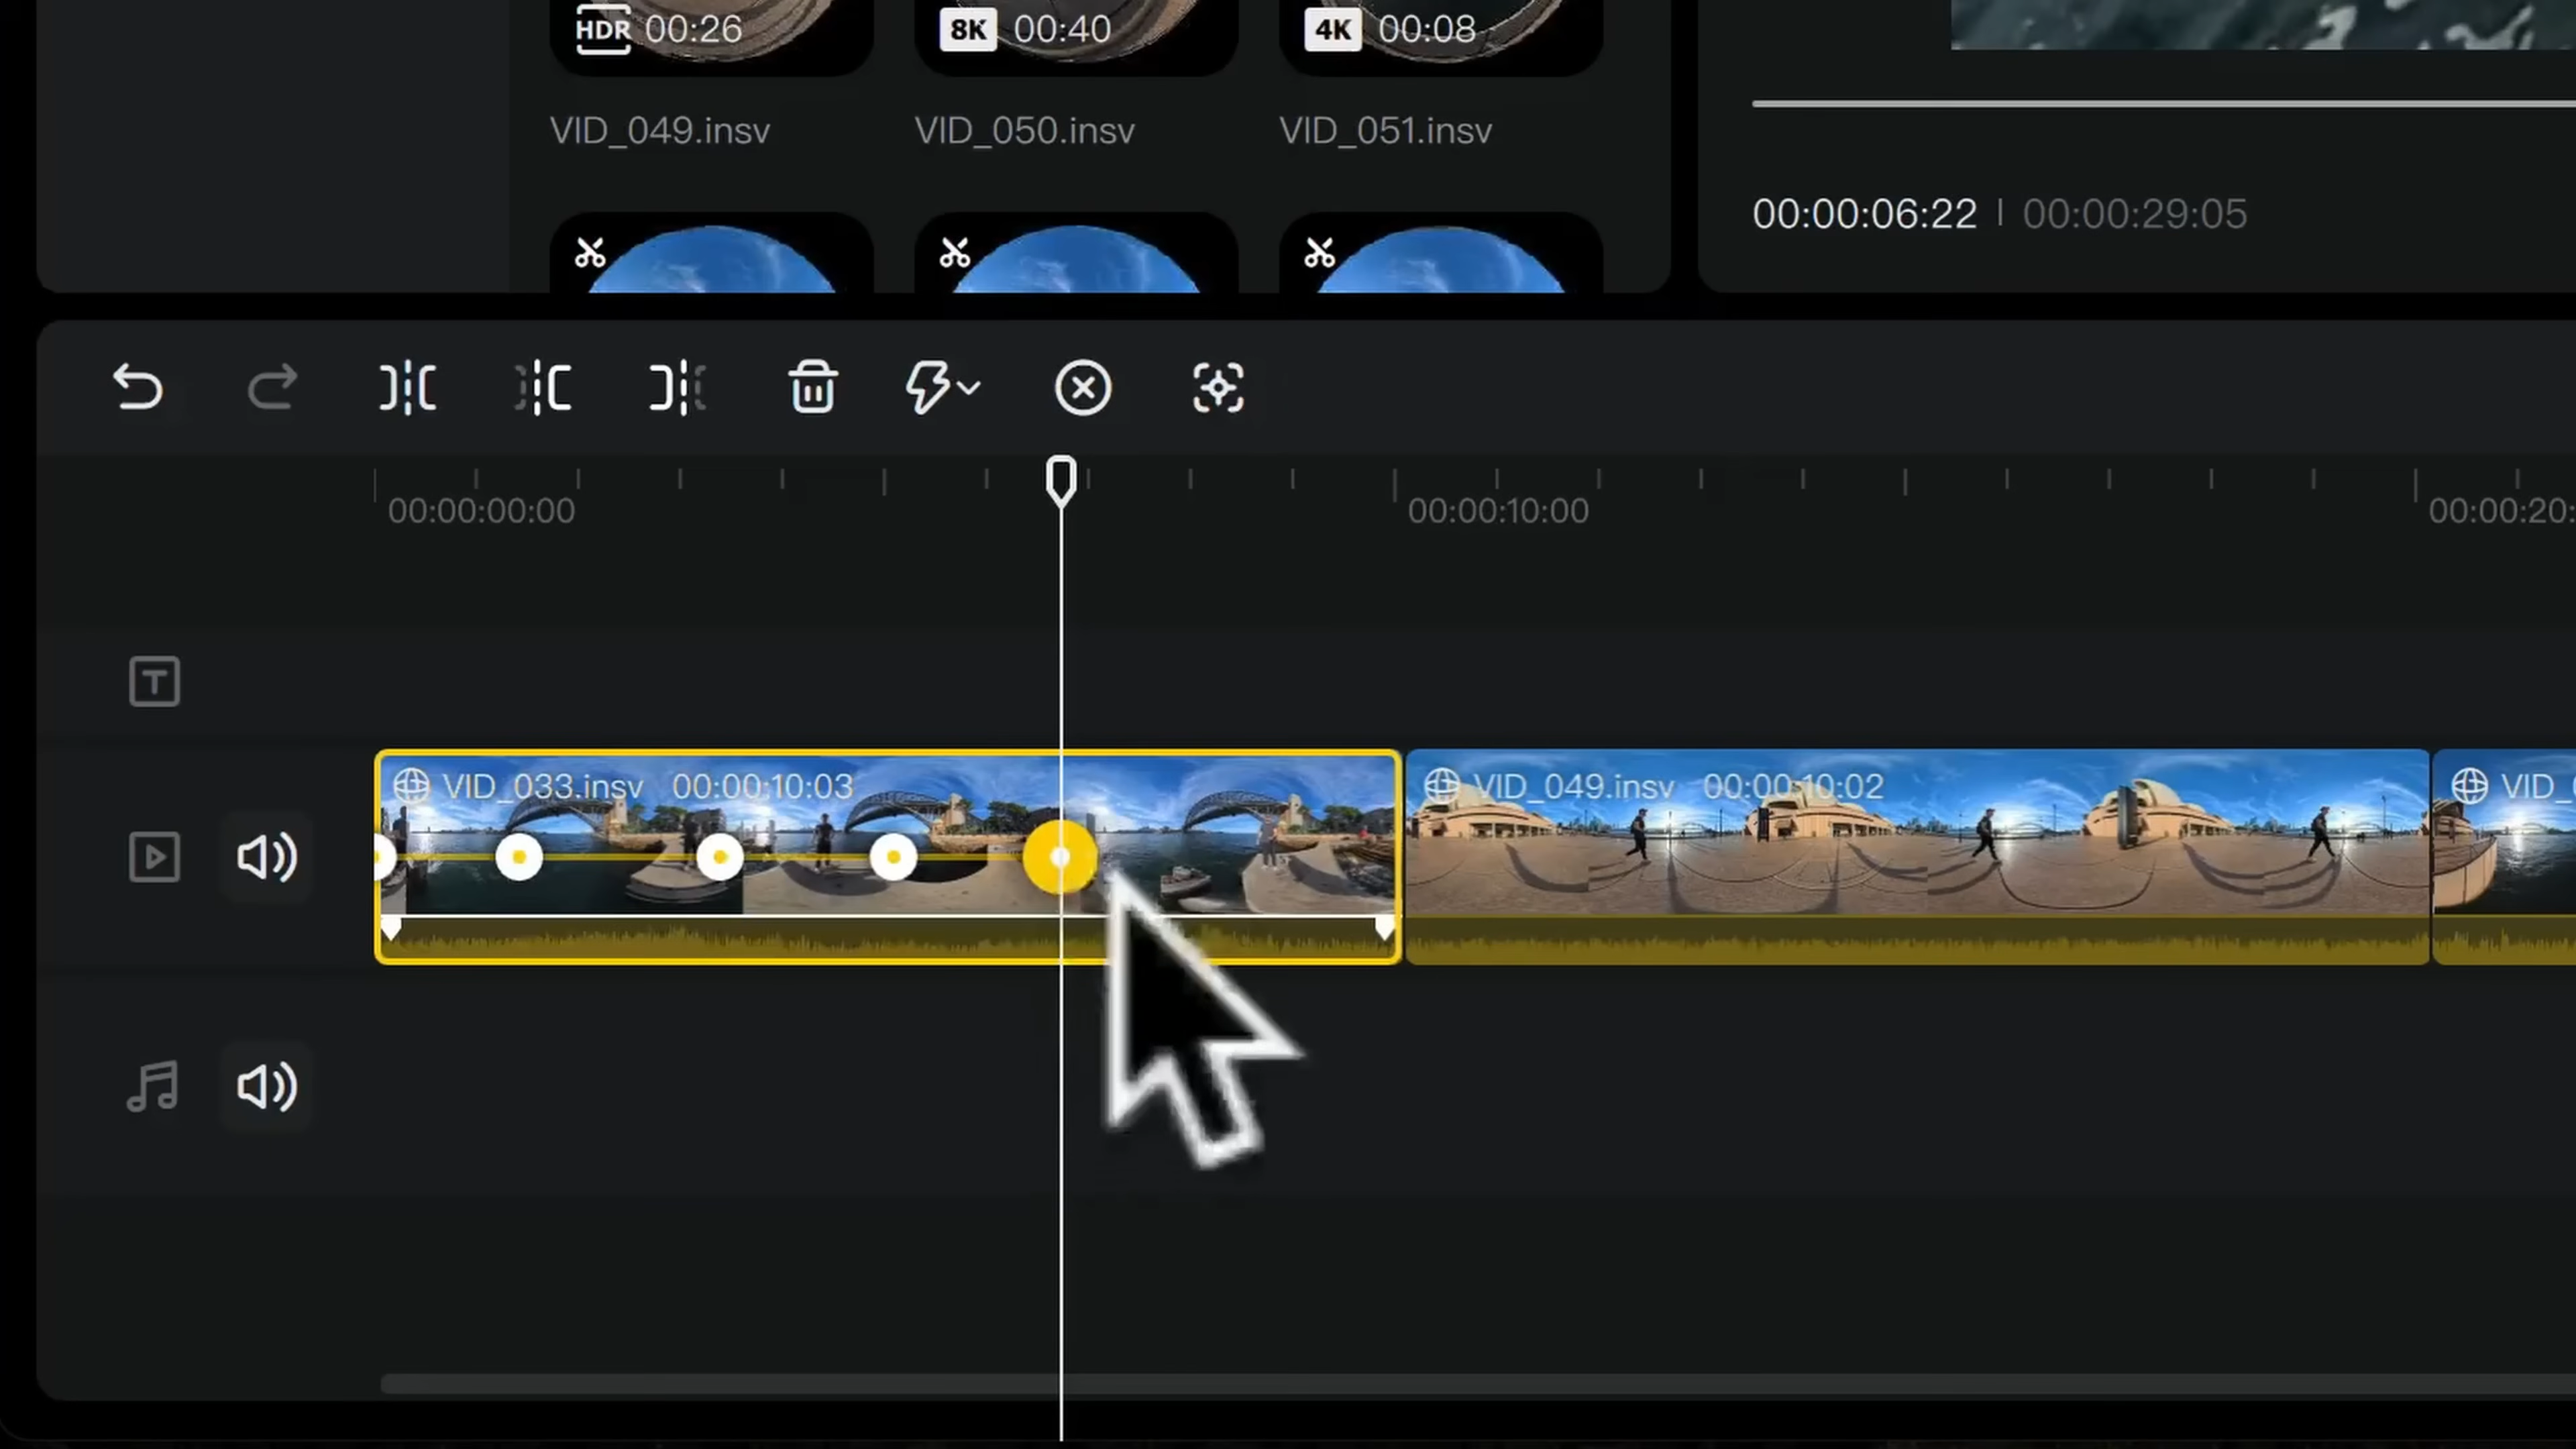 HDR 00:26
8K 00:40
4K 00:08
VID_049.insv
VID_050.insv
VID_051.insv
00:00:06:22 | 00:00:29:05
00:00:00:00
00:00:10:00
00:00:20:
T
VID_033.insv 00:00:10:03
VID_049.insv 00:00:10:02
VID_